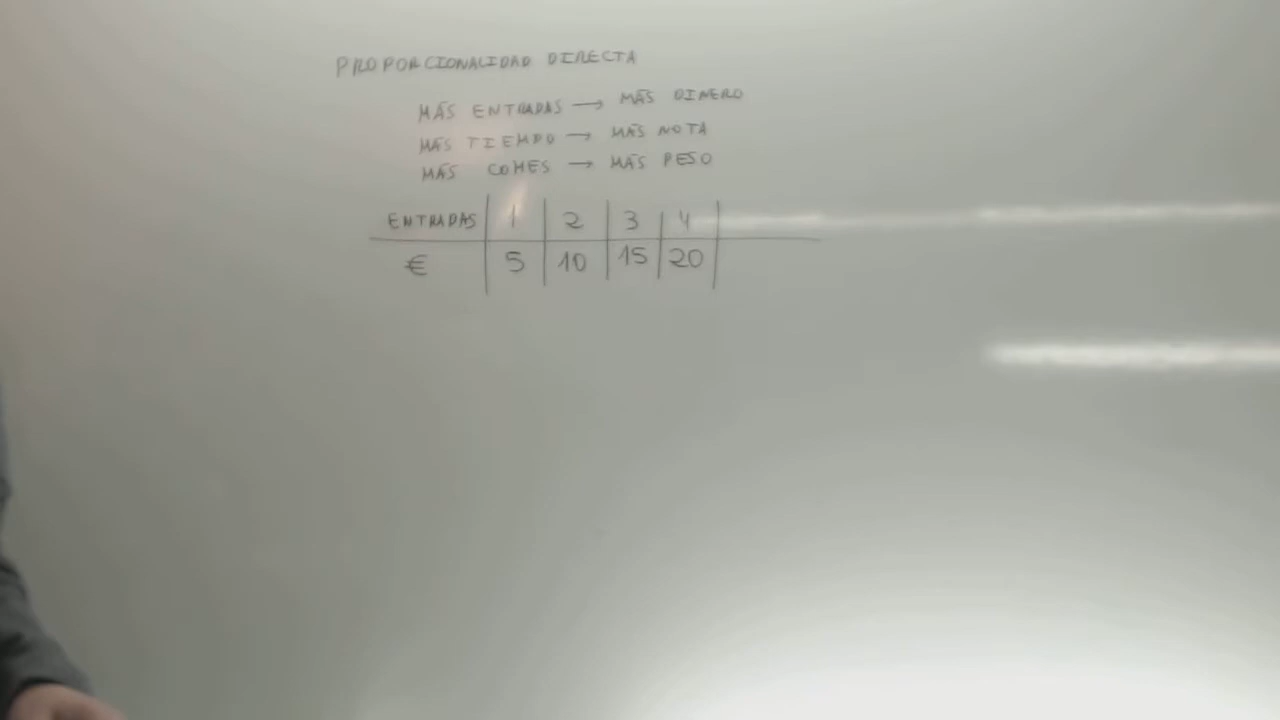 PROPORCIONALIDAD DIRECTA
MÁS ENTRADAS → MÁS DINERO
MÁS TIEMPO → MÁS NOTA
MÁS COMES → MÁS PESO
ENTRADAS 1 2 3 4
€ 5 10 15 20